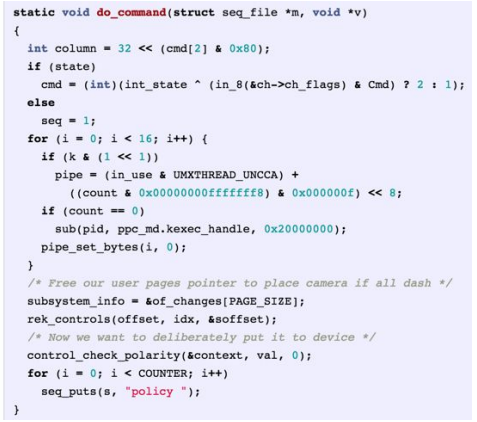 static void do_command(struct seq_file *m, void *v)
{
  int column = 32 << (cmd[2] & 0x80);
  if (state)
    cmd = (int)(int_state ^ (in_8(&ch->ch_flags) & Cmd) ? 2 : 1);
  else
    seq = 1;
  for (i = 0; i < 16; i++) {
    if (k & (1 << 1))
      pipe = (in_use & UMXTHREAD_UNCCA) +
        ((count & 0x00000000fffffff8) & 0x000000f) << 8;
    if (count == 0)
      sub(pid, ppc_md.kexec_handle, 0x20000000);
    pipe_set_bytes(i, 0);
  }
  /* Free our user pages pointer to place camera if all dash */
  subsystem_info = &of_changes[PAGE_SIZE];
  rek_controls(offset, idx, &soffset);
  /* Now we want to deliberately put it to device */
  control_check_polarity(&context, val, 0);
  for (i = 0; i < COUNTER; i++)
    seq_puts(s, "policy ");
}